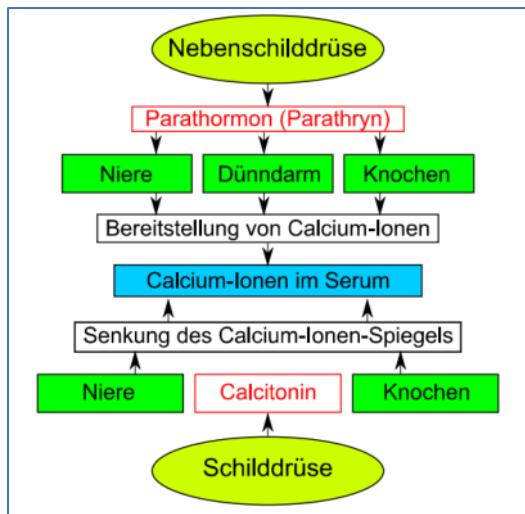 Nebenschilddrüse
Parathormon (Parathryn)
Niere Dünndarm Knochen
Bereitstellung von Calcium-Ionen
Calcium-Ionen im Serum
Senkung des Calcium-Ionen-Spiegels
Niere Calcitonin Knochen
Schilddrüse